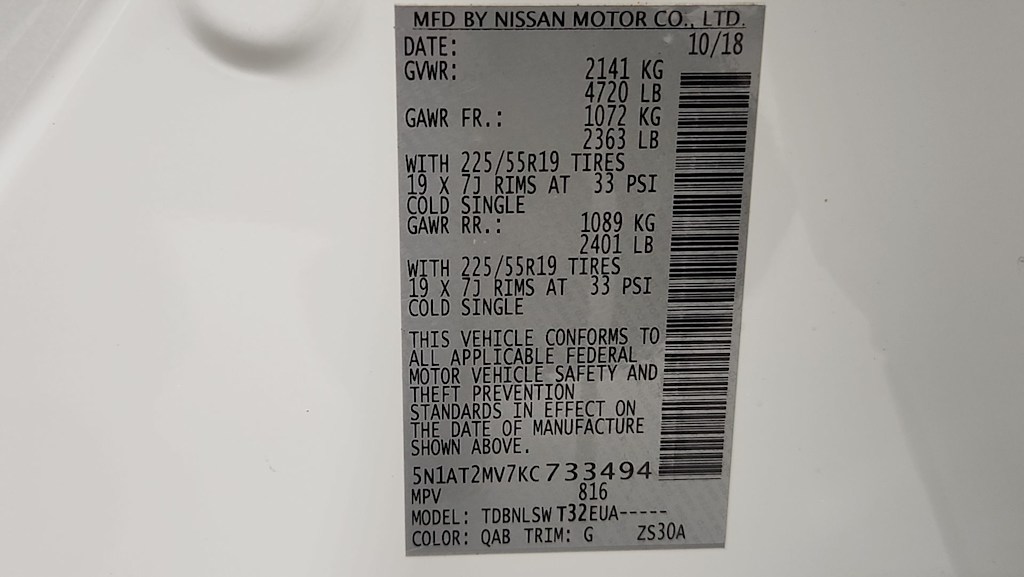 MFD BY NISSAN MOTOR CO., LTD.
DATE: 10/18
GVWR: 2141 KG
4720 LB
GAWR FR.: 1072 KG
2363 LB
WITH 225/55R19 TIRES
19 X 7J RIMS AT 33 PSI
COLD SINGLE
GAWR RR.: 1089 KG
2401 LB
WITH 225/55R19 TIRES
19 X 7J RIMS AT 33 PSI
COLD SINGLE
THIS VEHICLE CONFORMS TO
ALL APPLICABLE FEDERAL
MOTOR VEHICLE SAFETY AND
THEFT PREVENTION
STANDARDS IN EFFECT ON
THE DATE OF MANUFACTURE
SHOWN ABOVE.
5N1AT2MV7KC733494
MPV 816
MODEL: TDBNLSWT32EUA-----
COLOR: QAB TRIM: G ZS30A